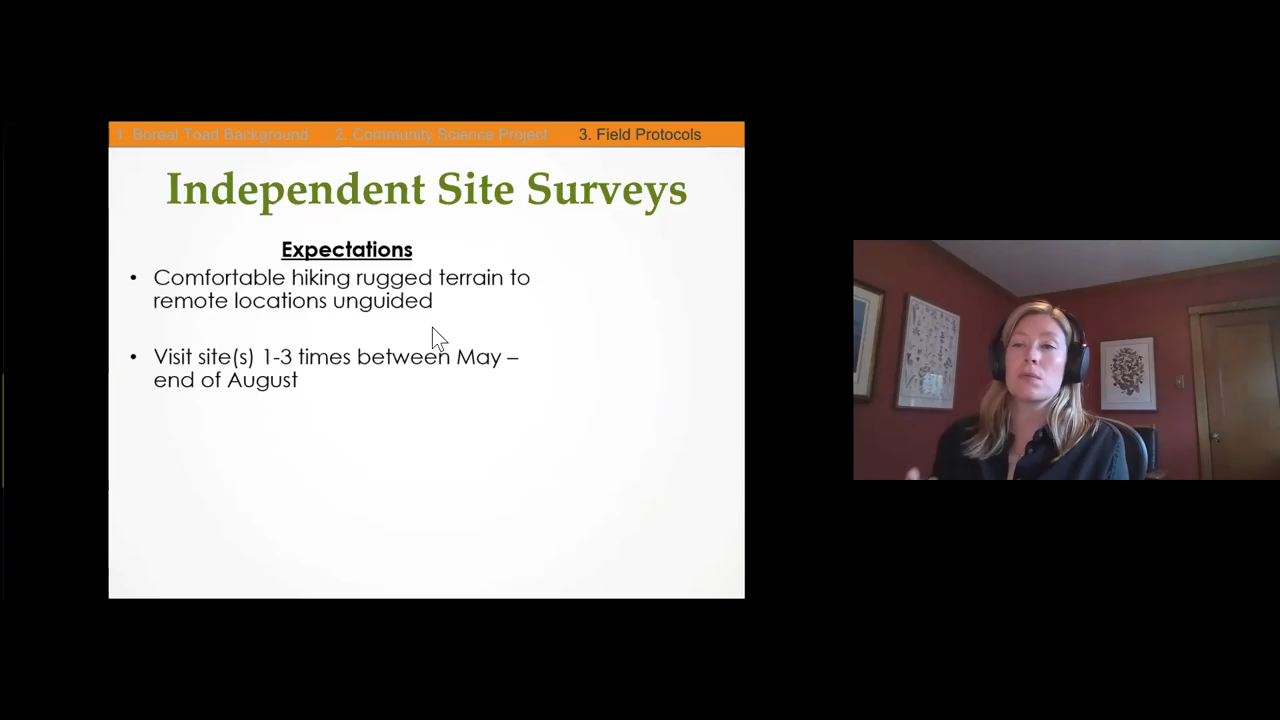 1. Boreal Toad Background 2. Community Science Project 3. Field Protocols
Independent Site Surveys
Expectations
• Comfortable hiking rugged terrain to
remote locations unguided
• Visit site(s) 1-3 times between May –
end of August